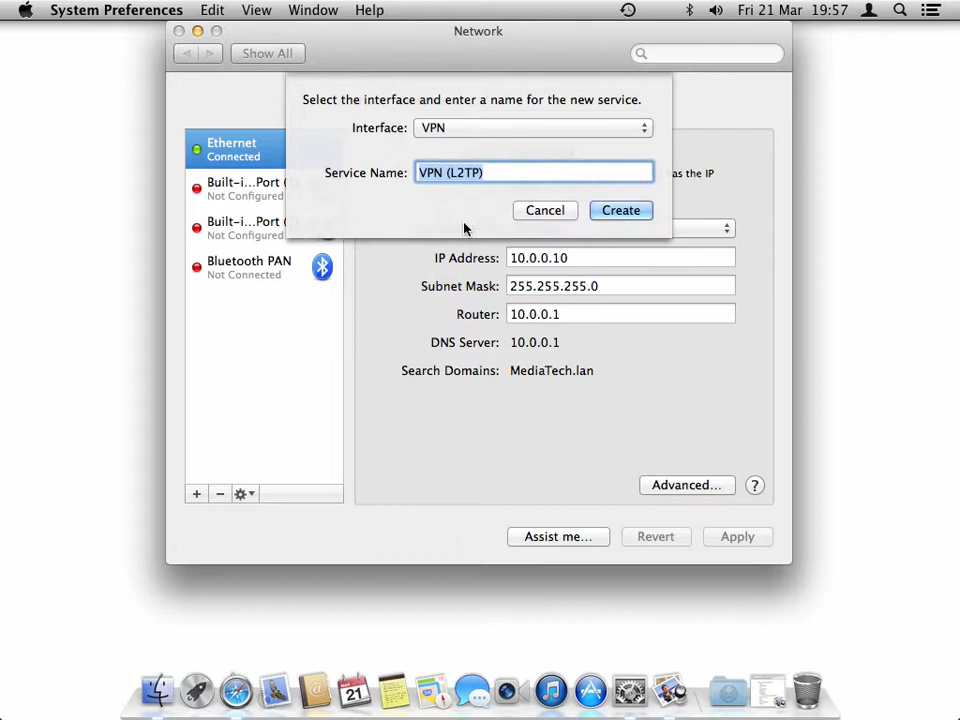 System Preferences Edit View Window Help Fri 21 Mar 19:57
Network
Show All
Select the interface and enter a name for the new service.
Interface: VPN
Service Name: VPN (L2TP)
Cancel Create
Ethernet
Connected
Built-i...Port (
Not Configured
Built-i...Port (
Not Configured
Bluetooth PAN
Not Connected
as the IP
IP Address: 10.0.0.10
Subnet Mask: 255.255.255.0
Router: 10.0.0.1
DNS Server: 10.0.0.1
Search Domains: MediaTech.lan
Advanced... ?
Assist me... Revert Apply
21